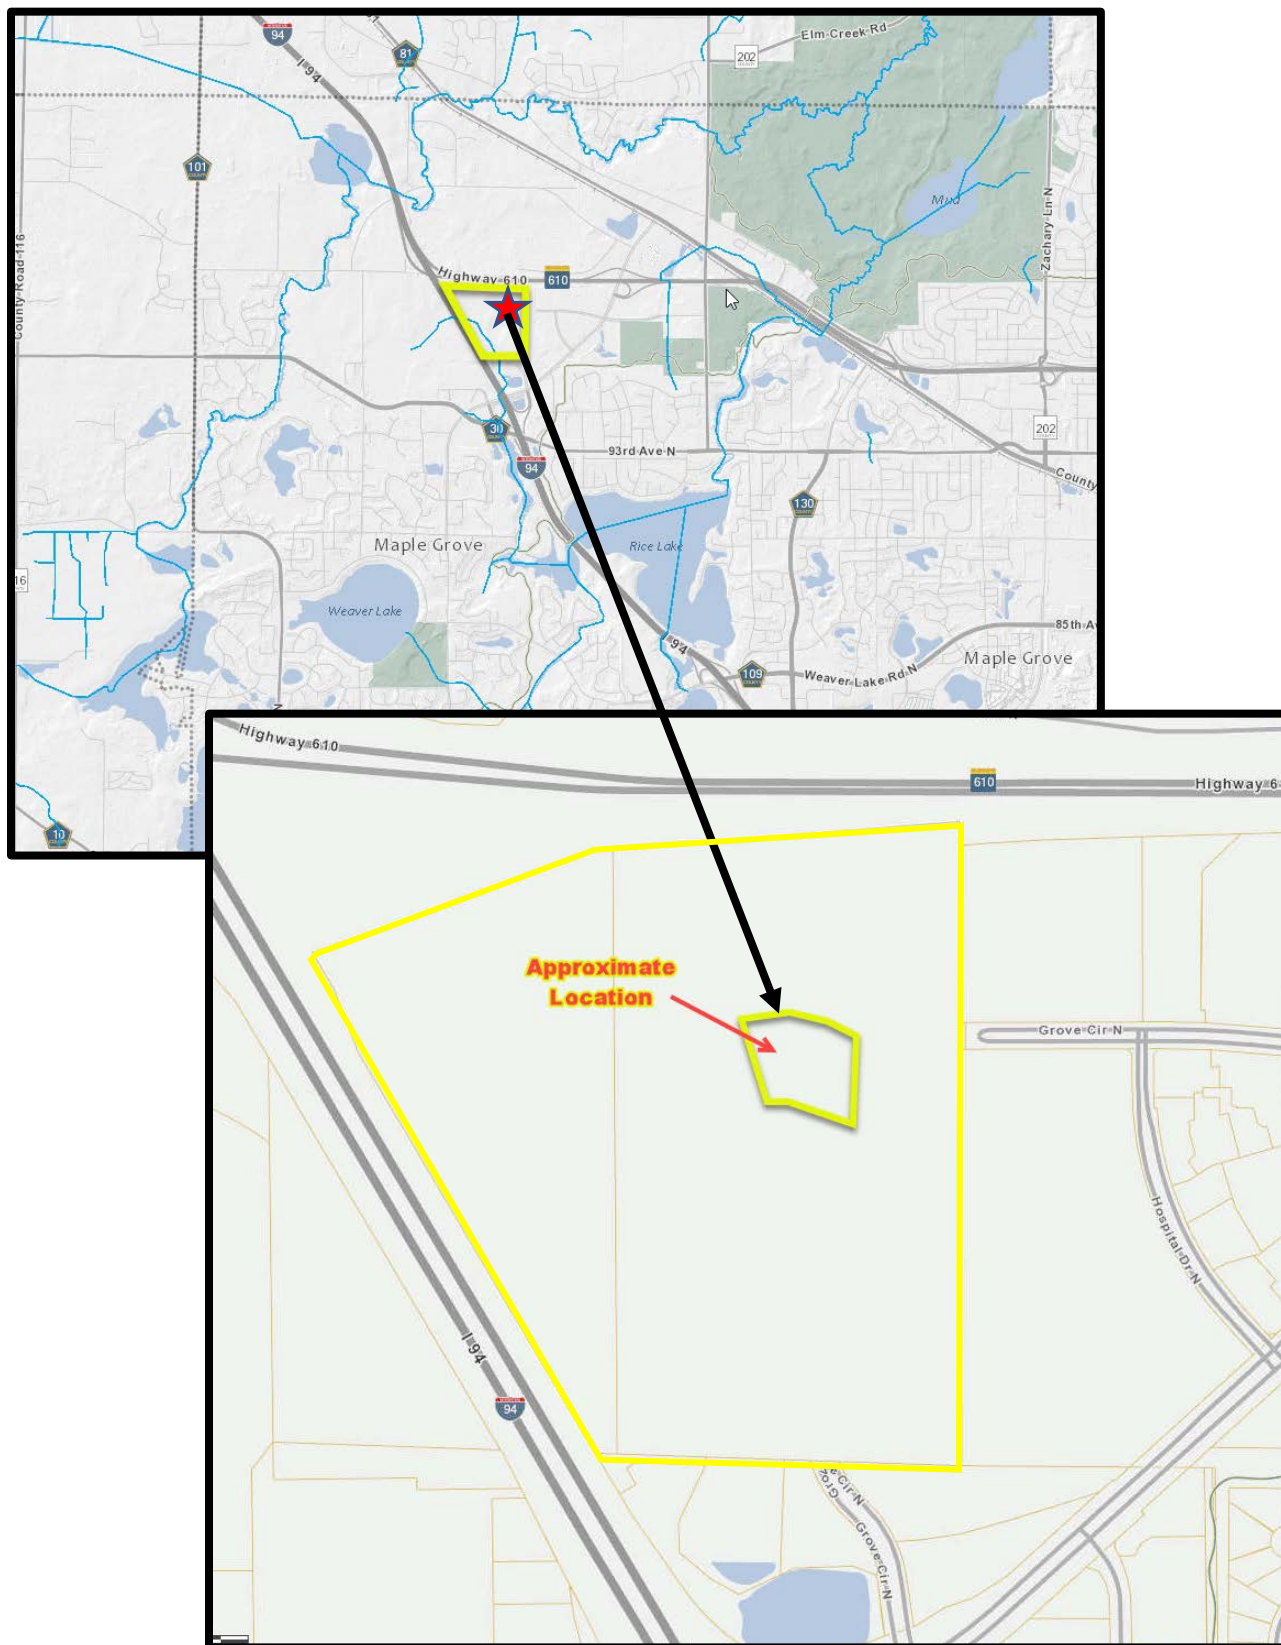 94
I 94
81
202
Elm Creek Rd
101
Mud
Zachary Ln N
County Road 116
Highway 610
610
202
30
93rd Ave N
94
County
130
Maple Grove
Rice Lake
16
Weaver Lake
85th Av
I 94
109
Weaver Lake Rd N
Maple Grove
N
10
Highway 610
610
Highway 6
Approximate
Location
Grove Cir N
Hospital Dr N
I 94
94
Grove Cir N